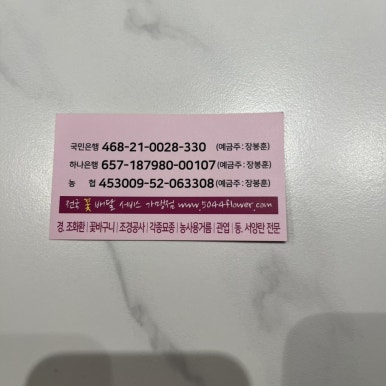 국민은행 468-21-0028-330 (예금주:장봉훈)
하나은행 657-187980-00107 (예금주:장봉훈)
농 협 453009-52-063308 (예금주:장봉훈)
전국 꽃 배달 서비스 가맹점 www.5044flower.com
경.조화환|꽃바구니|조경공사|각종묘종|농사용거름|관엽|동.서양란 전문